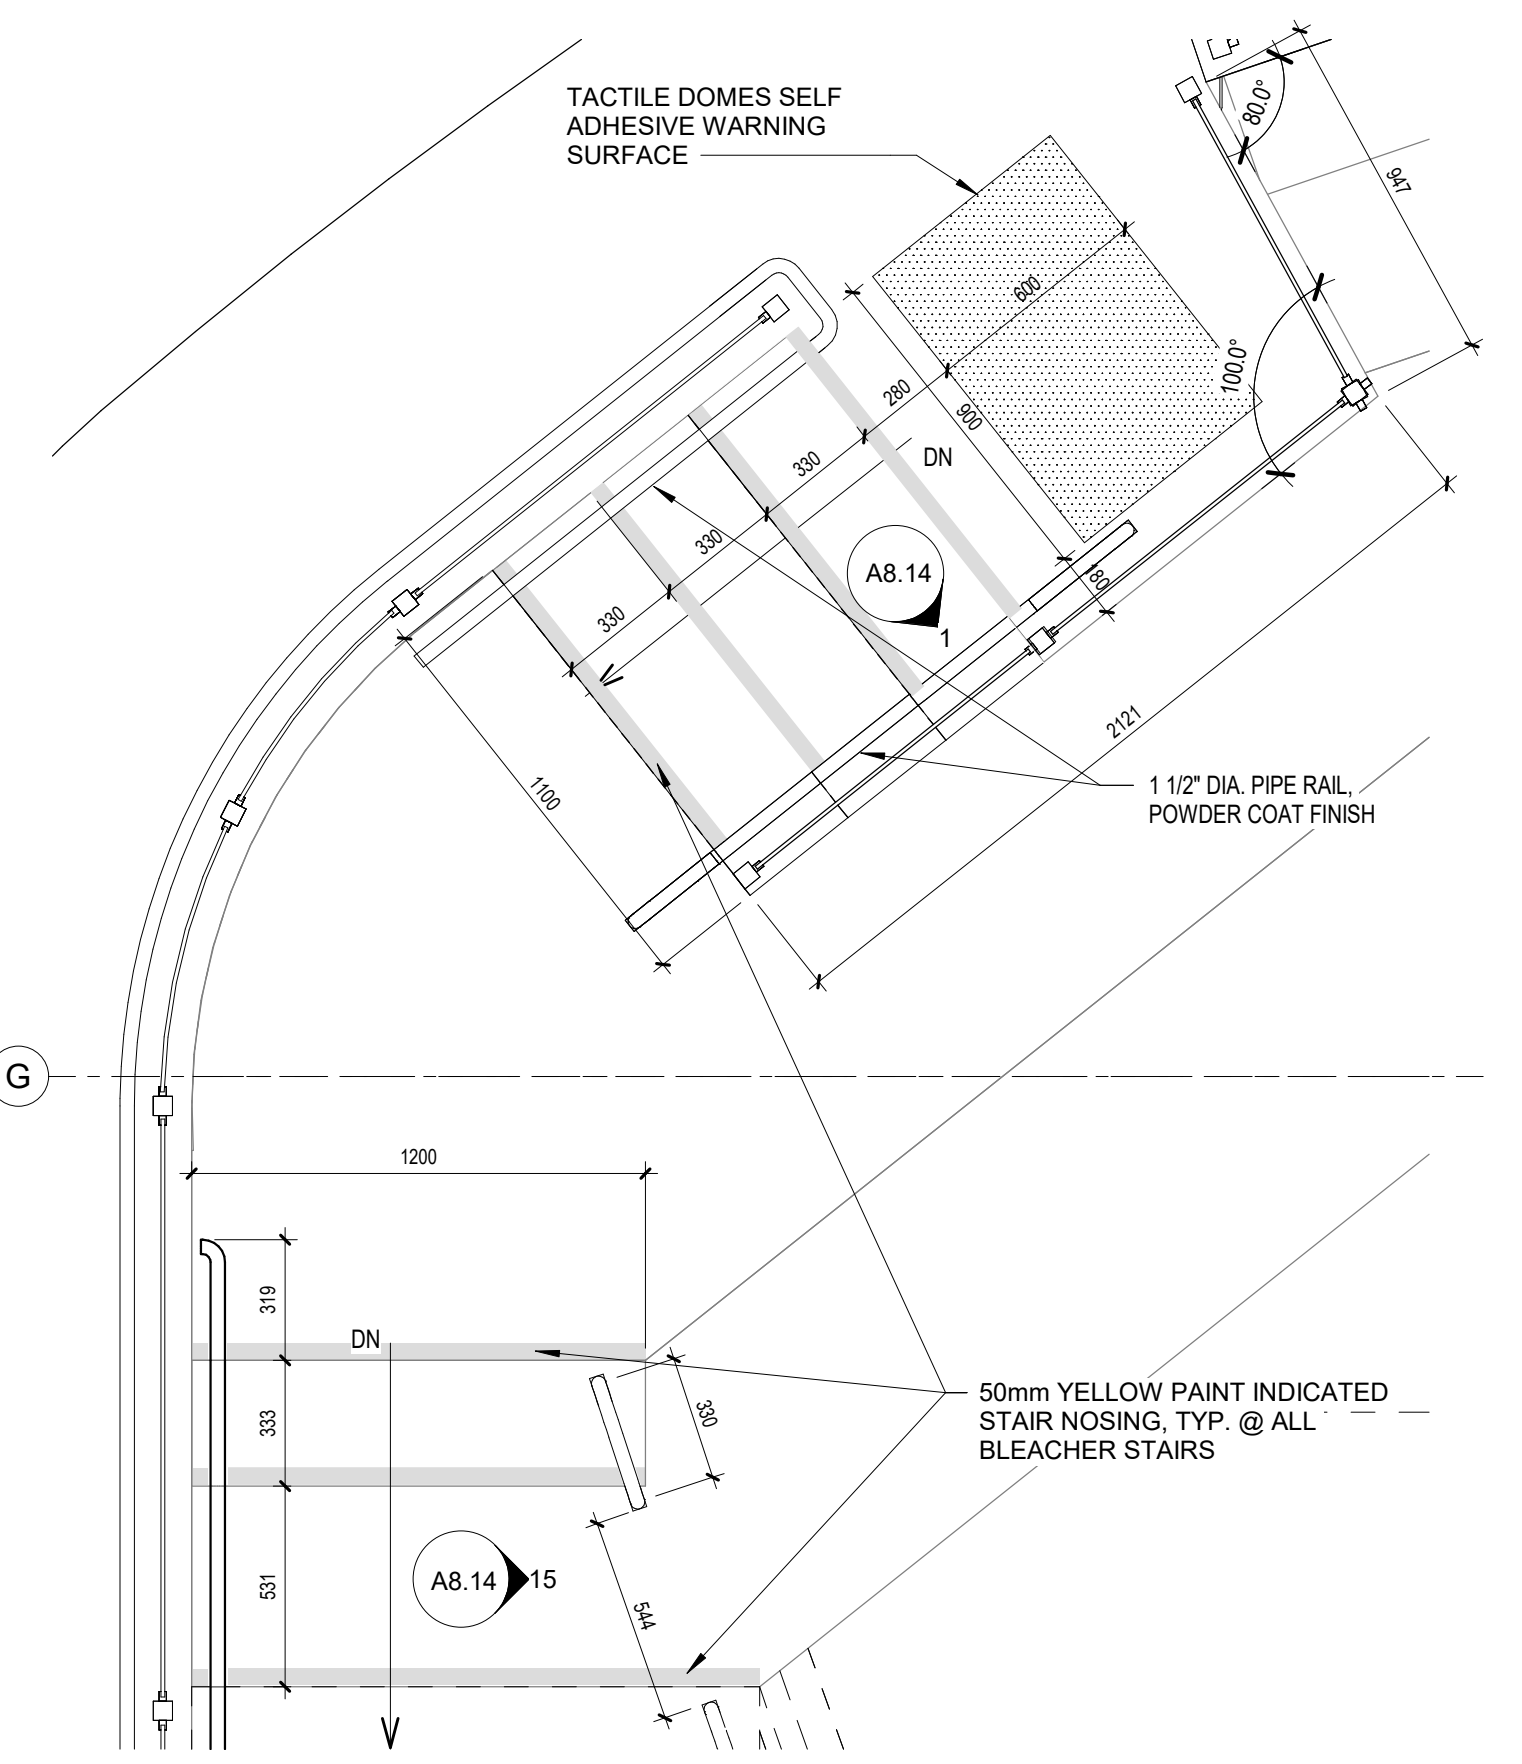 TACTILE DOMES SELF
ADHESIVE WARNING
SURFACE
80.0°
947
600
100.0°
280
900
330
DN
330
330
A8.14
1
180
2121
1100
1 1/2" DIA. PIPE RAIL,
POWDER COAT FINISH
G
1200
319
DN
333
330
50mm YELLOW PAINT INDICATED
STAIR NOSING, TYP. @ ALL
BLEACHER STAIRS
531
A8.14
15
544